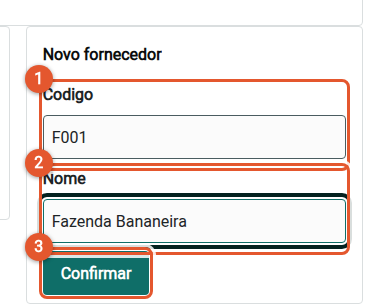 Novo fornecedor
1
Codigo
F001
2
Nome
Fazenda Bananeira
3
Confirmar